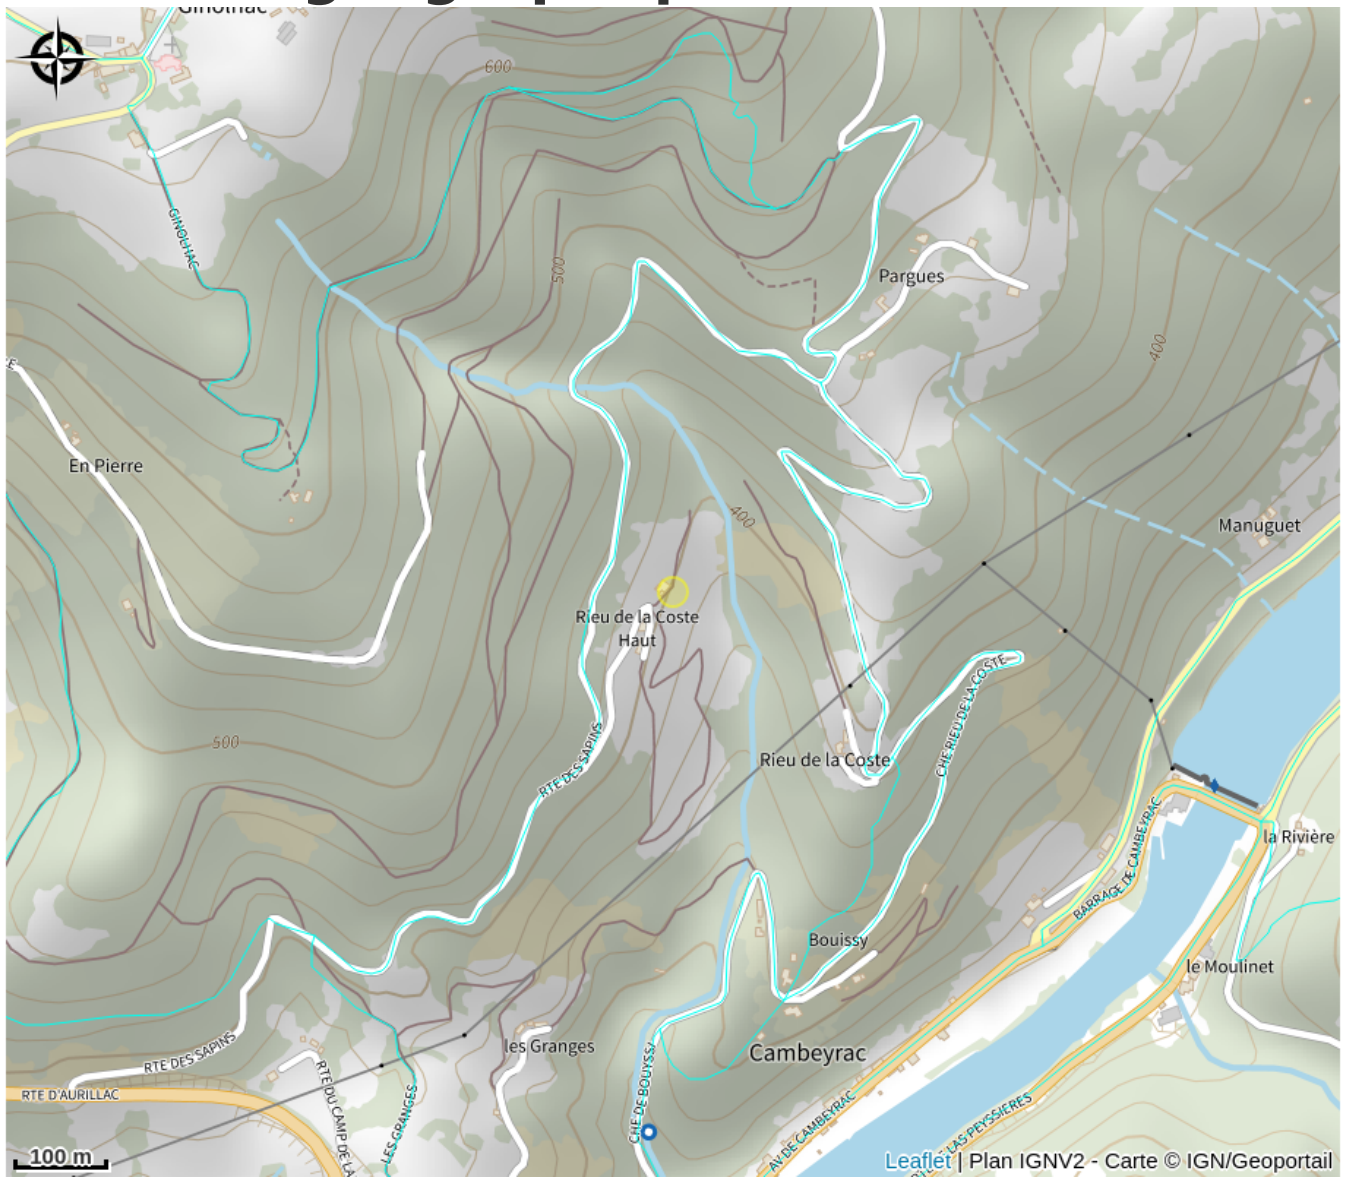 Ginolhac
600
GINOLHAC
500
Pargues
400
En Pierre
400
Manuguet
Rieu de la Coste
Haut
CHE RIEU DE LA COSTE
500
RTE DES SAPINS
Rieu de la Coste
la Rivière
BARRAGE DE CAMBEYRAC
Bouissy
le Moulinet
les Granges
Cambeyrac
RTE DES SAPINS
RTE D'AURILLAC
RTE DU CAMP DE LA
LES GRANGES
CHE DE BOUYSSI
AV DE CAMBEYRAC
LAS PEYSSIERES
100 m
Leaflet | Plan IGNV2 - Carte © IGN/Geoportail